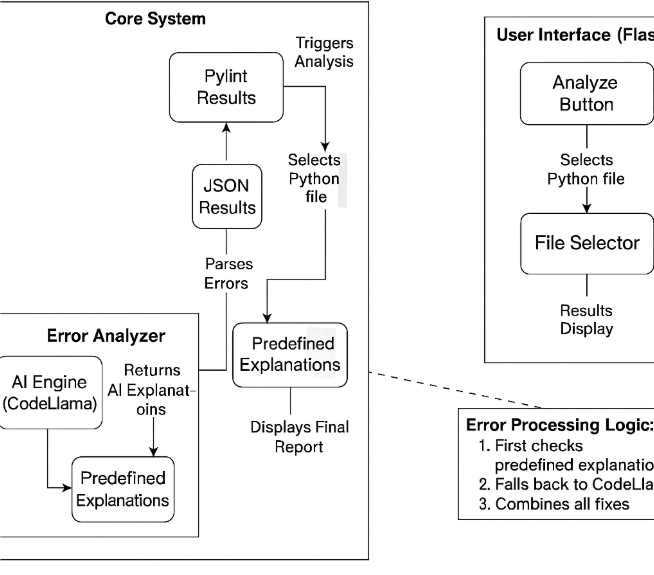 Core System
Triggers
Analysis
Pylint
Results
Selects
Python
file
JSON
Results
Parses
Errors
Error Analyzer
AI Engine
(CodeLlama)
Returns
AI Explanat–
oins
Predefined
Explanations
Predefined
Explanations
Displays Final
Report
User Interface (Flas
Analyze
Button
Selects
Python file
File Selector
Results
Display
Error Processing Logic:
1. First checks
predefined explanatio
2. Falls back to CodeLla
3. Combines all fixes